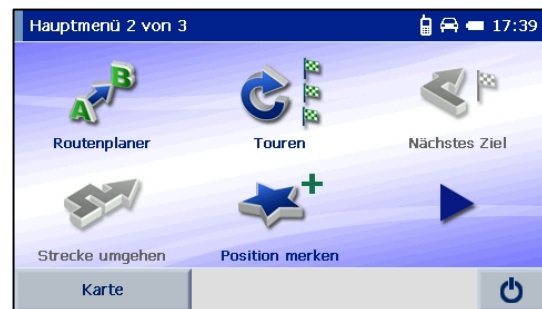 Hauptmenü 2 von 3 17:39
A B
Routenplaner Touren Nächstes Ziel
Strecke umgehen Position merken
Karte